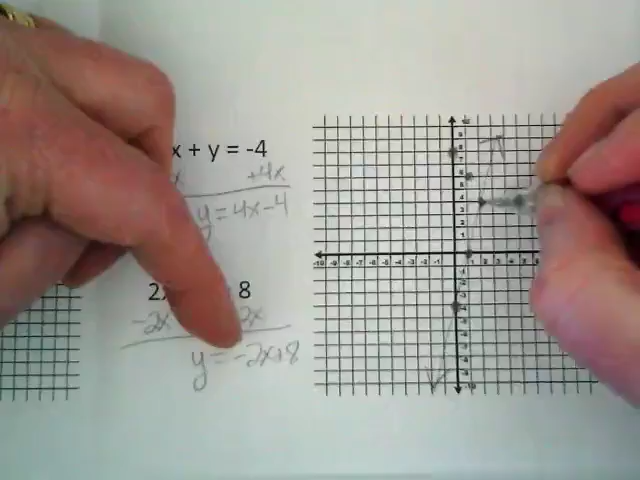 x + y = -4
x +4x
y = 4x - 4
2x 8
-2x 2x
y = -2x + 8